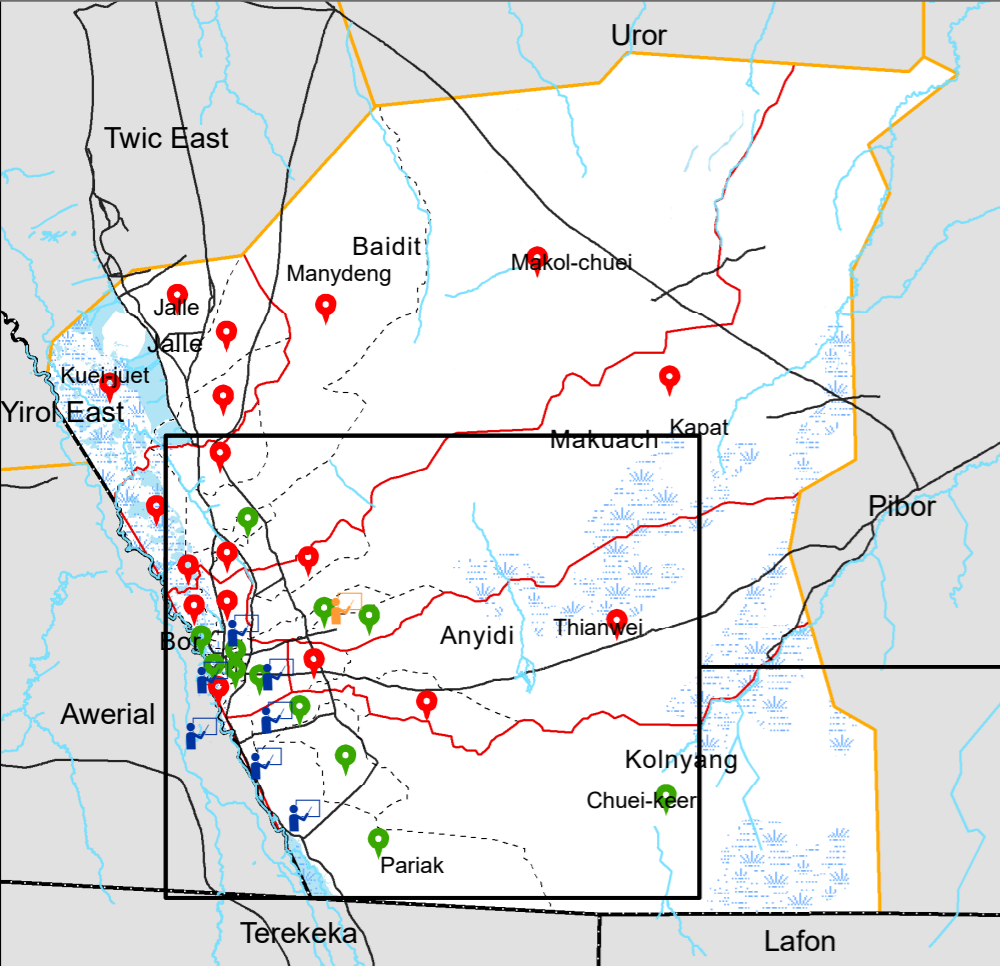 Uror
Twic East
Baidit
Makol-chuei
Manydeng
Jalle
Jalle
Kuei-juet
Yirol East
Kapat
Makuach
Pibor
Thianwei
Anyidi
Bor
Awerial
Kolnyang
Chuei-keer
Pariak
Terekeka
Lafon